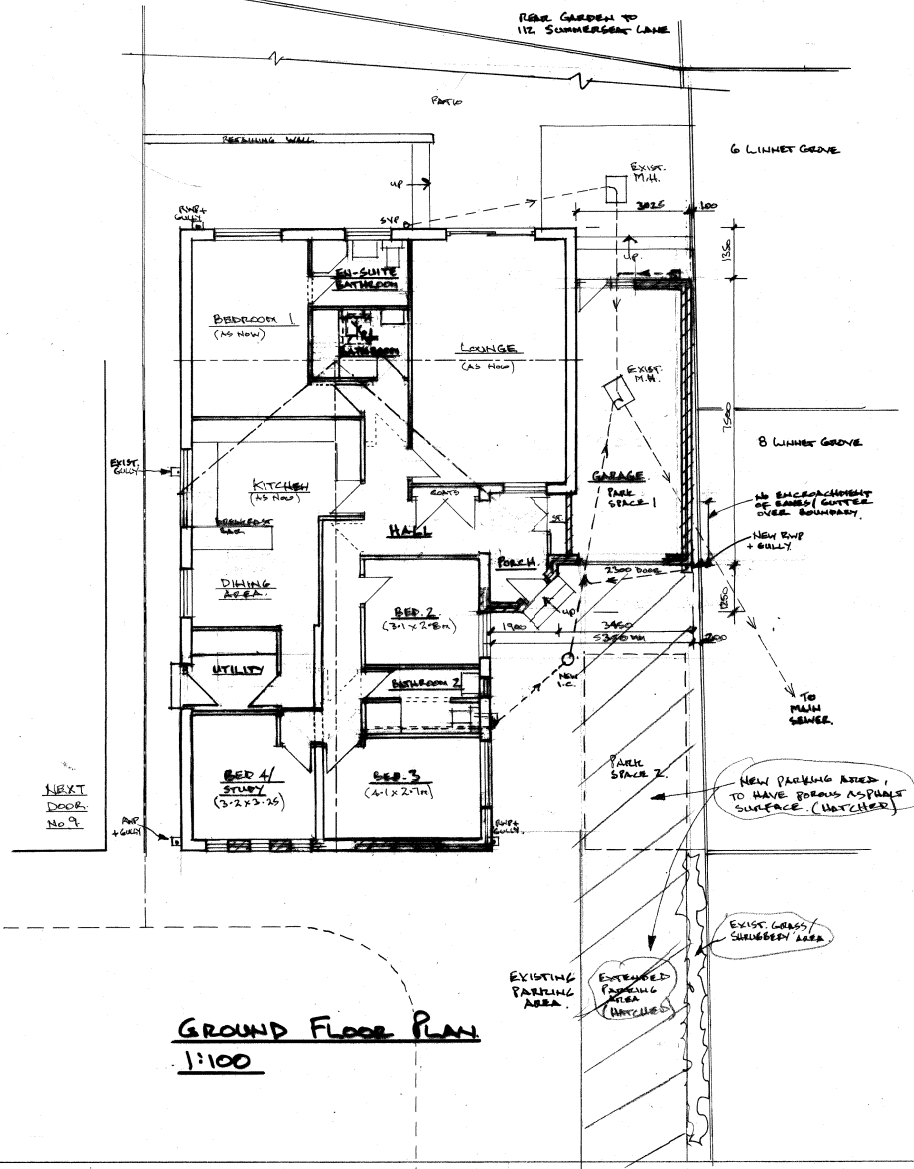 REAR GARDEN TO
112 SUMMERSEAT LANE
PATIO
RETAINING WALL
6 LINNET GROVE
EXIST.
M.H.
UP
RWP+
GULLY
SVP
3025
100
1350
UP
EN-SUITE
BATHROOM
BEDROOM 1
(AS NOW)
BATHROOM
LOUNGE
(AS NOW)
EXIST.
M.H.
7500
8 LINNET GROVE
EXIST.
GULLY
KITCHEN
(AS NOW)
COATS
GARAGE
PARK
SPACE 1
NO ENCROACHMENT
OF EAVES/GUTTER
OVER BOUNDARY.
BREAKFAST
BAR
HALL
ST.
NEW RWP
+ GULLY
PORCH
2300 DOOR
DINING
AREA.
BED. 2
(3.1 x 2.8m)
UP
1250
1900
3450
200
UTILITY
BATHROOM 2
NEW
I.C.
TO
MAIN
SEWER.
BED 4/
STUDY
(3.2 x 3.25)
BED. 3
(4.1 x 2.7m)
PARK
SPACE 2.
NEW PARKING AREA,
TO HAVE POROUS ASPHALT
SURFACE. (HATCHED)
NEXT
DOOR.
No 9.
RWP
+ GULLY
RWP+
GULLY.
EXIST. GRASS/
SHRUBBERY AREA.
EXISTING
PARKING
AREA.
EXTENDED
PARKING
AREA
(HATCHED)
GROUND FLOOR PLAN
1:100